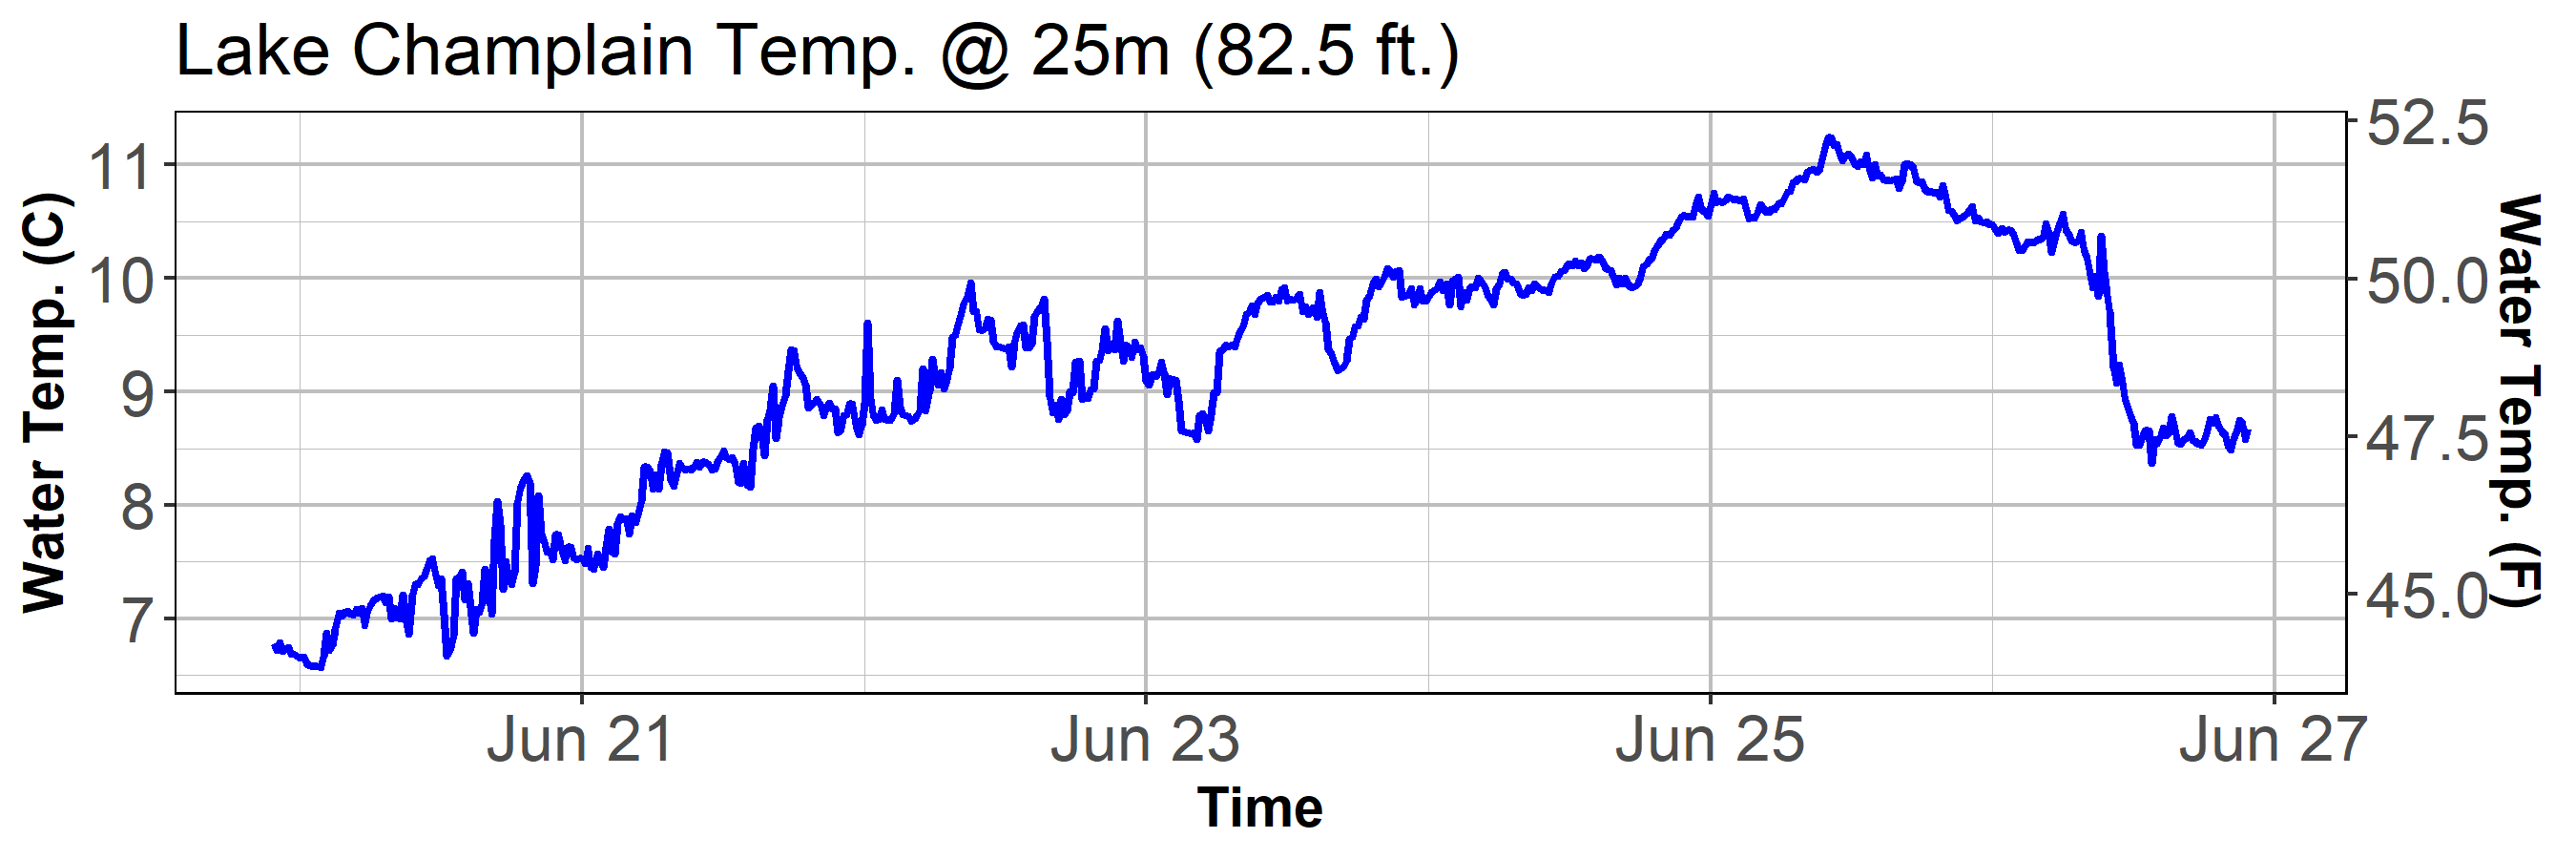 Lake Champlain Temp. @ 25m (82.5 ft.)
Water Temp. (C)
11
10
9
8
7
52.5
50.0
47.5
45.0
Water Temp. (F)
Jun 21 Jun 23 Jun 25 Jun 27
Time